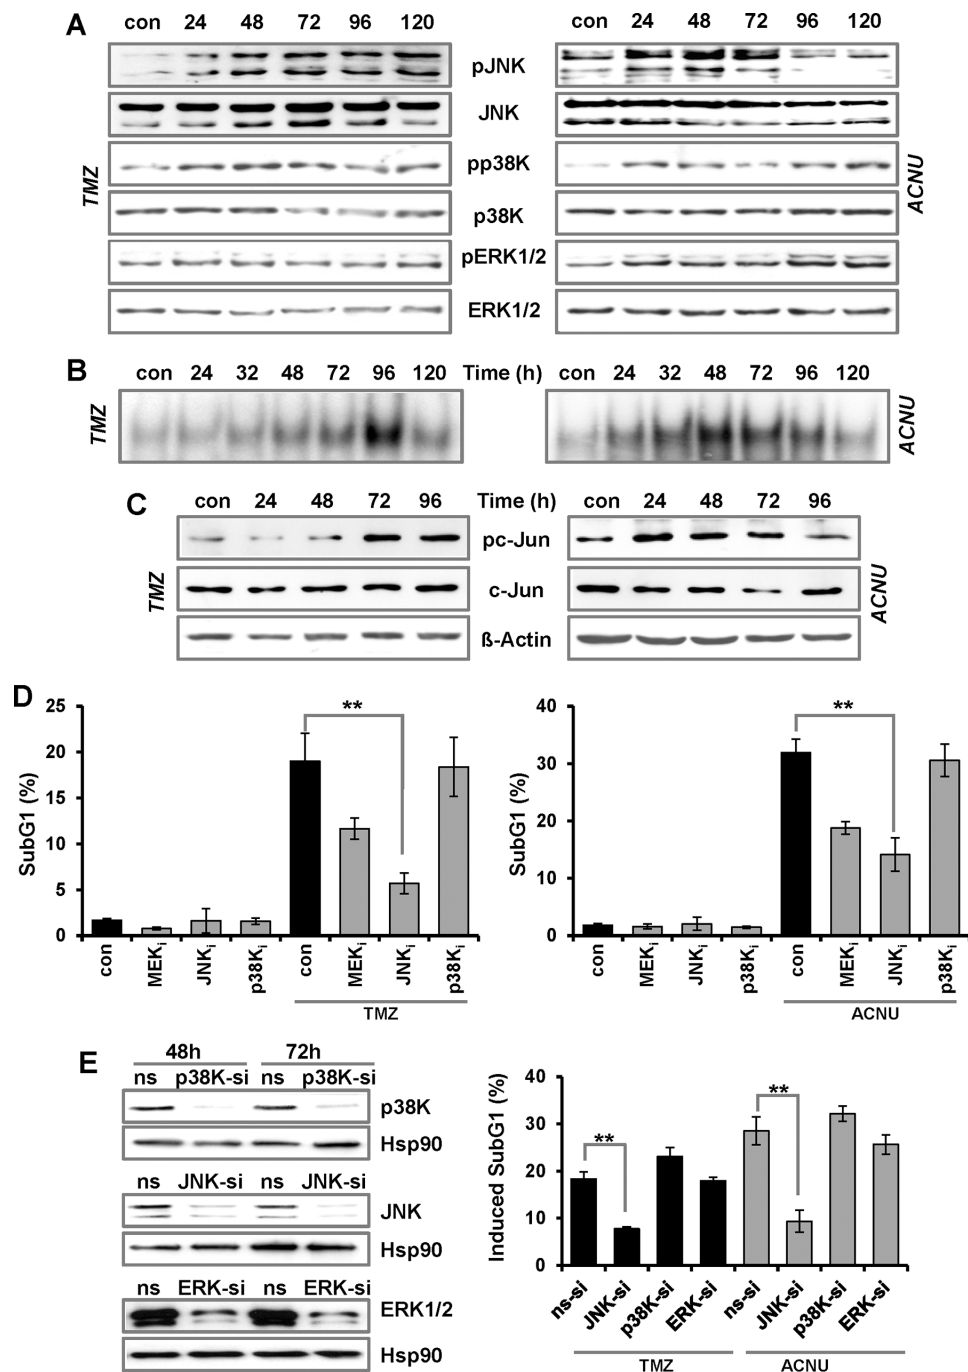 A
con 24 48 72 96 120
con 24 48 72 96 120
pJNK
JNK
TMZ
pp38K
ACNU
p38K
pERK1/2
ERK1/2
B
con 24 32 48 72 96 120 Time (h) con 24 32 48 72 96 120
TMZ
ACNU
C
con 24 48 72 96 Time (h) con 24 48 72 96
pc-Jun
TMZ
c-Jun
ACNU
ß-Actin
D
25
20
15
10
5
0
SubG1 (%)
**
con MEKi JNKi p38Ki con MEKi JNKi p38Ki
TMZ
40
30
20
10
0
SubG1 (%)
**
con MEKi JNKi p38Ki con MEKi JNKi p38Ki
ACNU
E
48h 72h
ns p38K-si ns p38K-si
p38K
Hsp90
ns JNK-si ns JNK-si
JNK
Hsp90
ns ERK-si ns ERK-si
ERK1/2
Hsp90
40
30
20
10
0
Induced SubG1 (%)
**
**
ns-si JNK-si p38K-si ERK-si ns-si JNK-si p38K-si ERK-si
TMZ ACNU